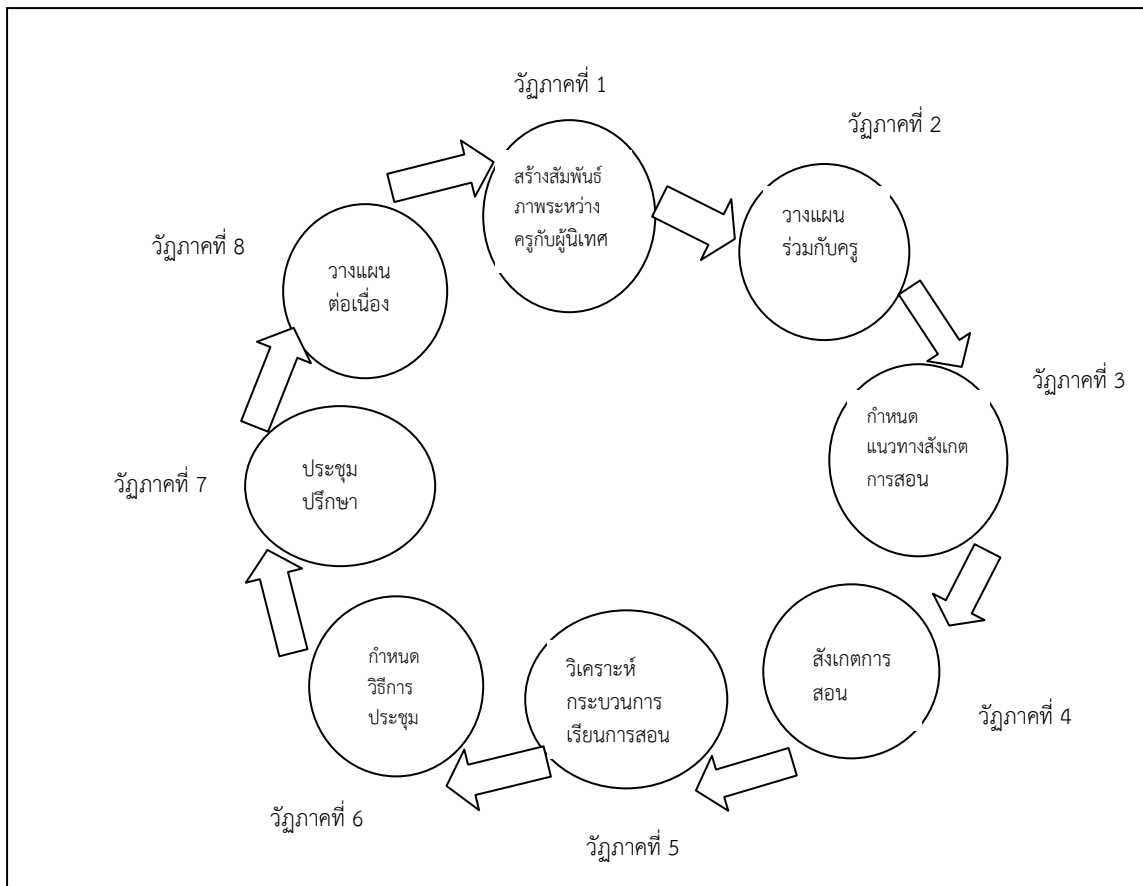 วัฏภาคที่ 1
สร้างสัมพันธ์
ภาพระหว่าง
ครูกับผู้นิเทศ
วัฏภาคที่ 2
วางแผน
ร่วมกับครู
วัฏภาคที่ 3
กำหนด
แนวทางสังเกต
การสอน
วัฏภาคที่ 4
สังเกตการ
สอน
วัฏภาคที่ 5
วิเคราะห์
กระบวนการ
เรียนการสอน
วัฏภาคที่ 6
กำหนด
วิธีการ
ประชุม
วัฏภาคที่ 7
ประชุม
ปรึกษา
วัฏภาคที่ 8
วางแผน
ต่อเนื่อง